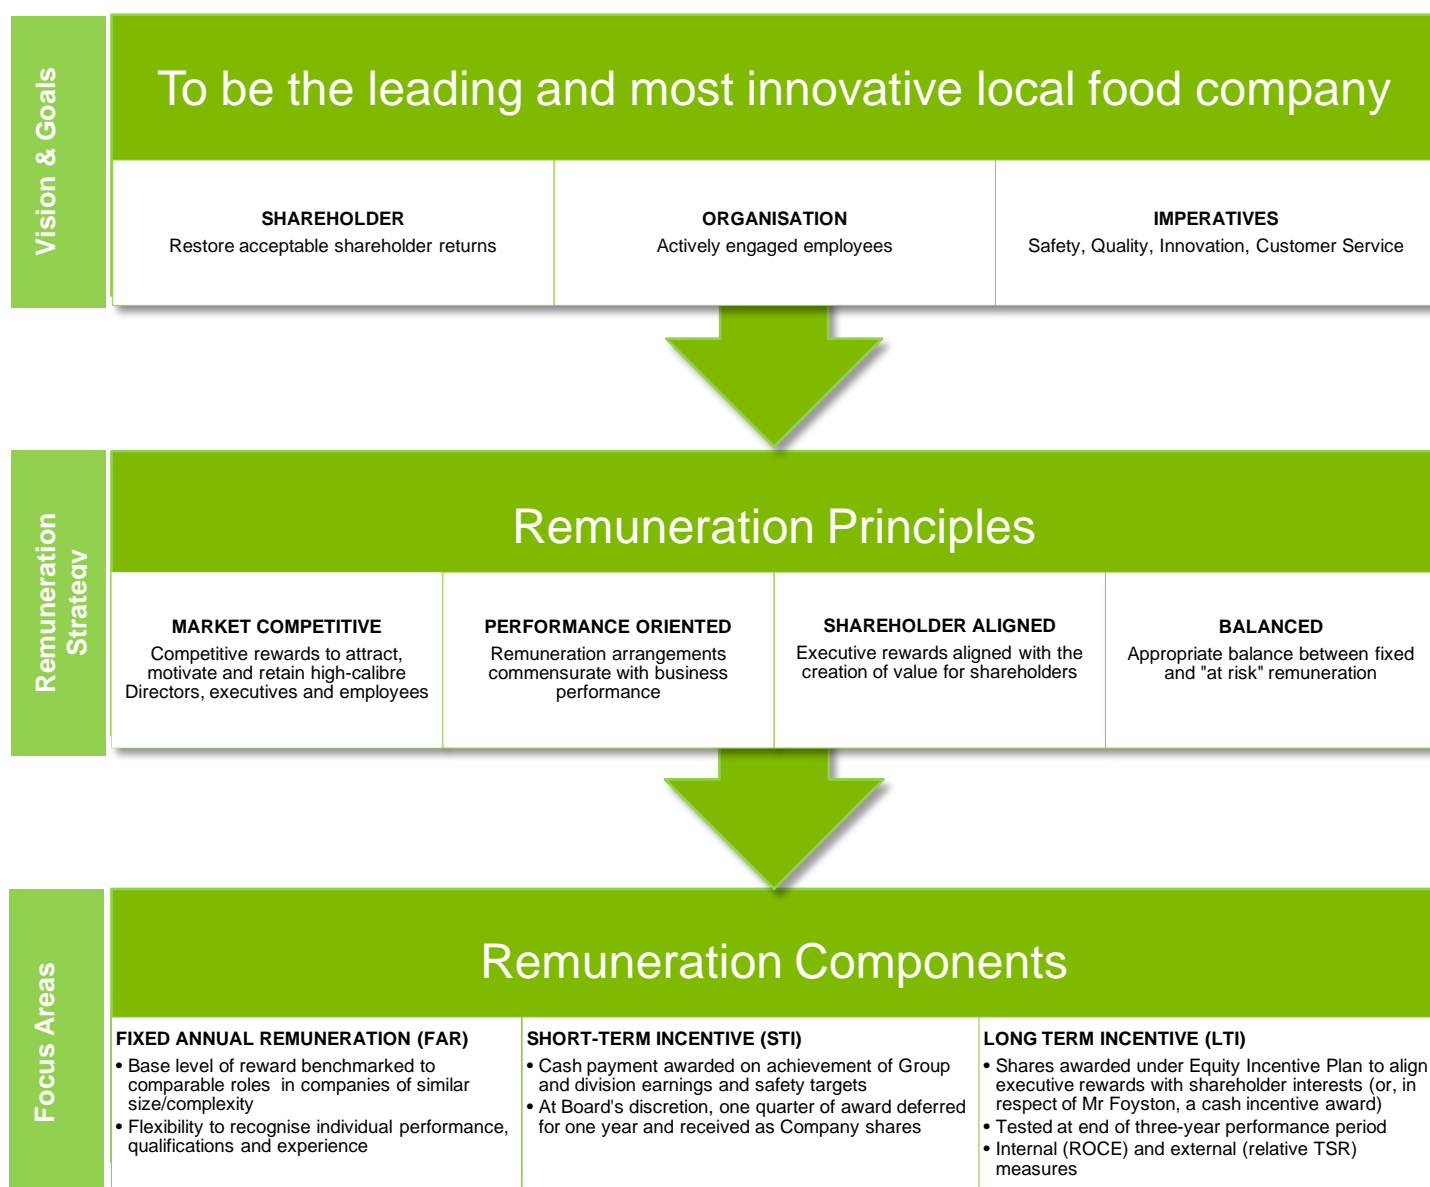 Vision & Goals
To be the leading and most innovative local food company
SHAREHOLDER
Restore acceptable shareholder returns
ORGANISATION
Actively engaged employees
IMPERATIVES
Safety, Quality, Innovation, Customer Service
Remuneration
Strategy
Remuneration Principles
MARKET COMPETITIVE
Competitive rewards to attract,
motivate and retain high-calibre
Directors, executives and employees
PERFORMANCE ORIENTED
Remuneration arrangements
commensurate with business
performance
SHAREHOLDER ALIGNED
Executive rewards aligned with the
creation of value for shareholders
BALANCED
Appropriate balance between fixed
and "at risk" remuneration
Focus Areas
Remuneration Components
FIXED ANNUAL REMUNERATION (FAR)
• Base level of reward benchmarked to
comparable roles in companies of similar
size/complexity
• Flexibility to recognise individual performance,
qualifications and experience
SHORT-TERM INCENTIVE (STI)
• Cash payment awarded on achievement of Group
and division earnings and safety targets
• At Board's discretion, one quarter of award deferred
for one year and received as Company shares
LONG TERM INCENTIVE (LTI)
• Shares awarded under Equity Incentive Plan to align
executive rewards with shareholder interests (or, in
respect of Mr Foyston, a cash incentive award)
• Tested at end of three-year performance period
• Internal (ROCE) and external (relative TSR)
measures